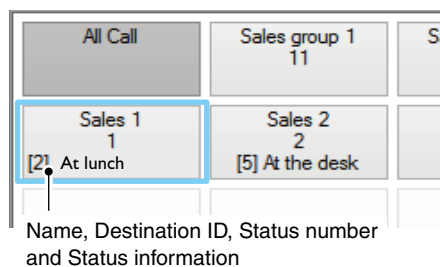 All Call
Sales group 1
11
S
Sales 1
1
[2] At lunch
Sales 2
2
[5] At the desk
Name, Destination ID, Status number
and Status information